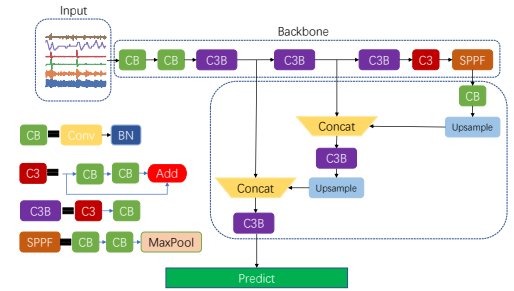 Input
Backbone
CB CB C3B C3B C3B C3 SPPF
CB
Concat Upsample
CB Conv BN
C3B
C3 CB CB Add
Concat Upsample
C3B C3 CB
C3B
SPPF CB CB MaxPool
Predict